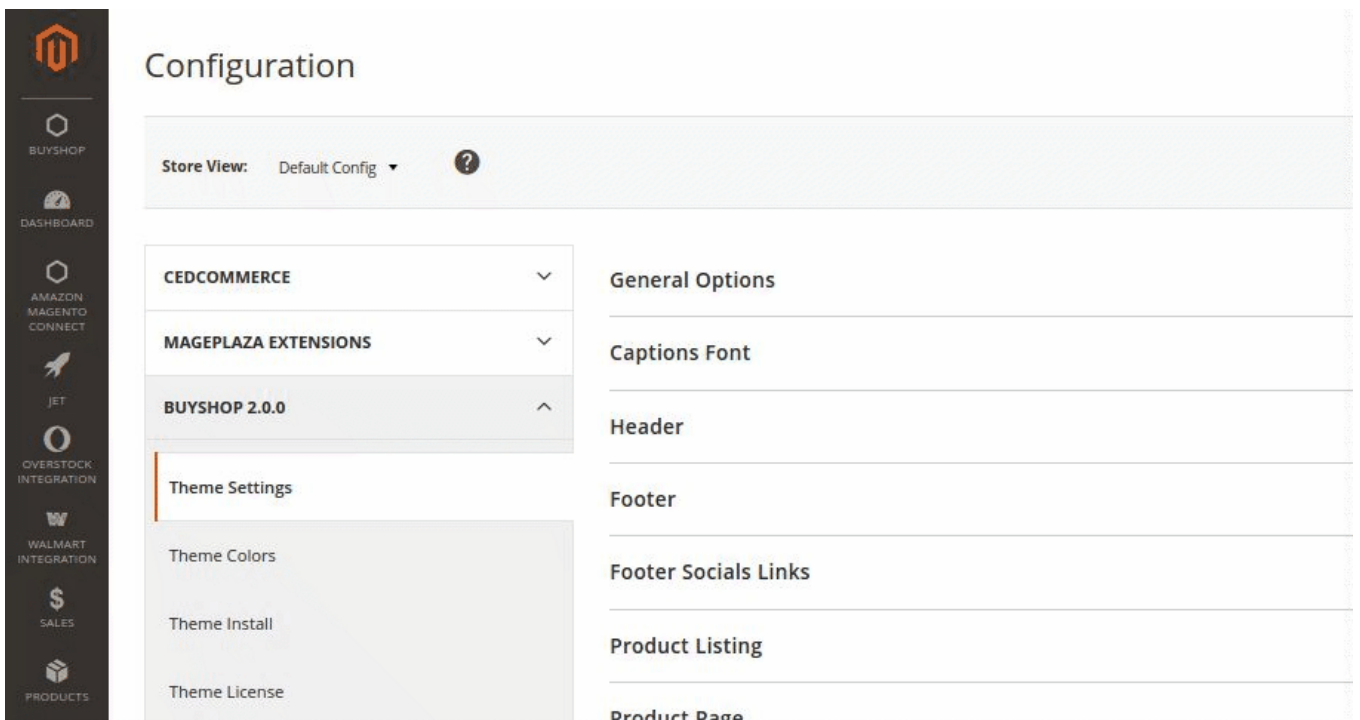 Configuration
BUYSHOP
Store View: Default Config
?
DASHBOARD
AMAZON
MAGENTO
CONNECT
JET
OVERSTOCK
INTEGRATION
WALMART
INTEGRATION
$
SALES
PRODUCTS
CEDCOMMERCE
MAGEPLAZA EXTENSIONS
BUYSHOP 2.0.0
Theme Settings
Theme Colors
Theme Install
Theme License
General Options
Captions Font
Header
Footer
Footer Socials Links
Product Listing
Product Page